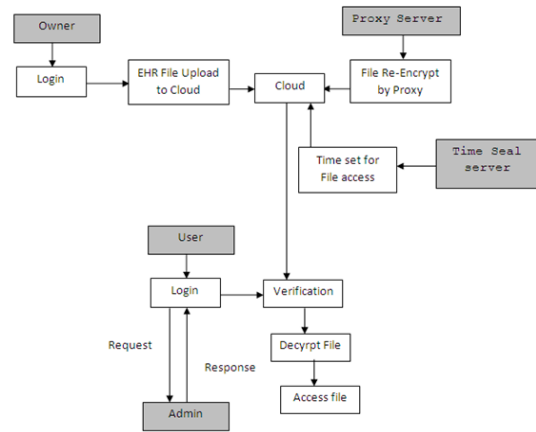 Owner
Proxy Server
Login
EHR File Upload
to Cloud
Cloud
File Re-Encrypt
by Proxy
Time set for
File access
Time Seal
server
User
Login
Verification
Request
Response
Decyrpt File
Access file
Admin